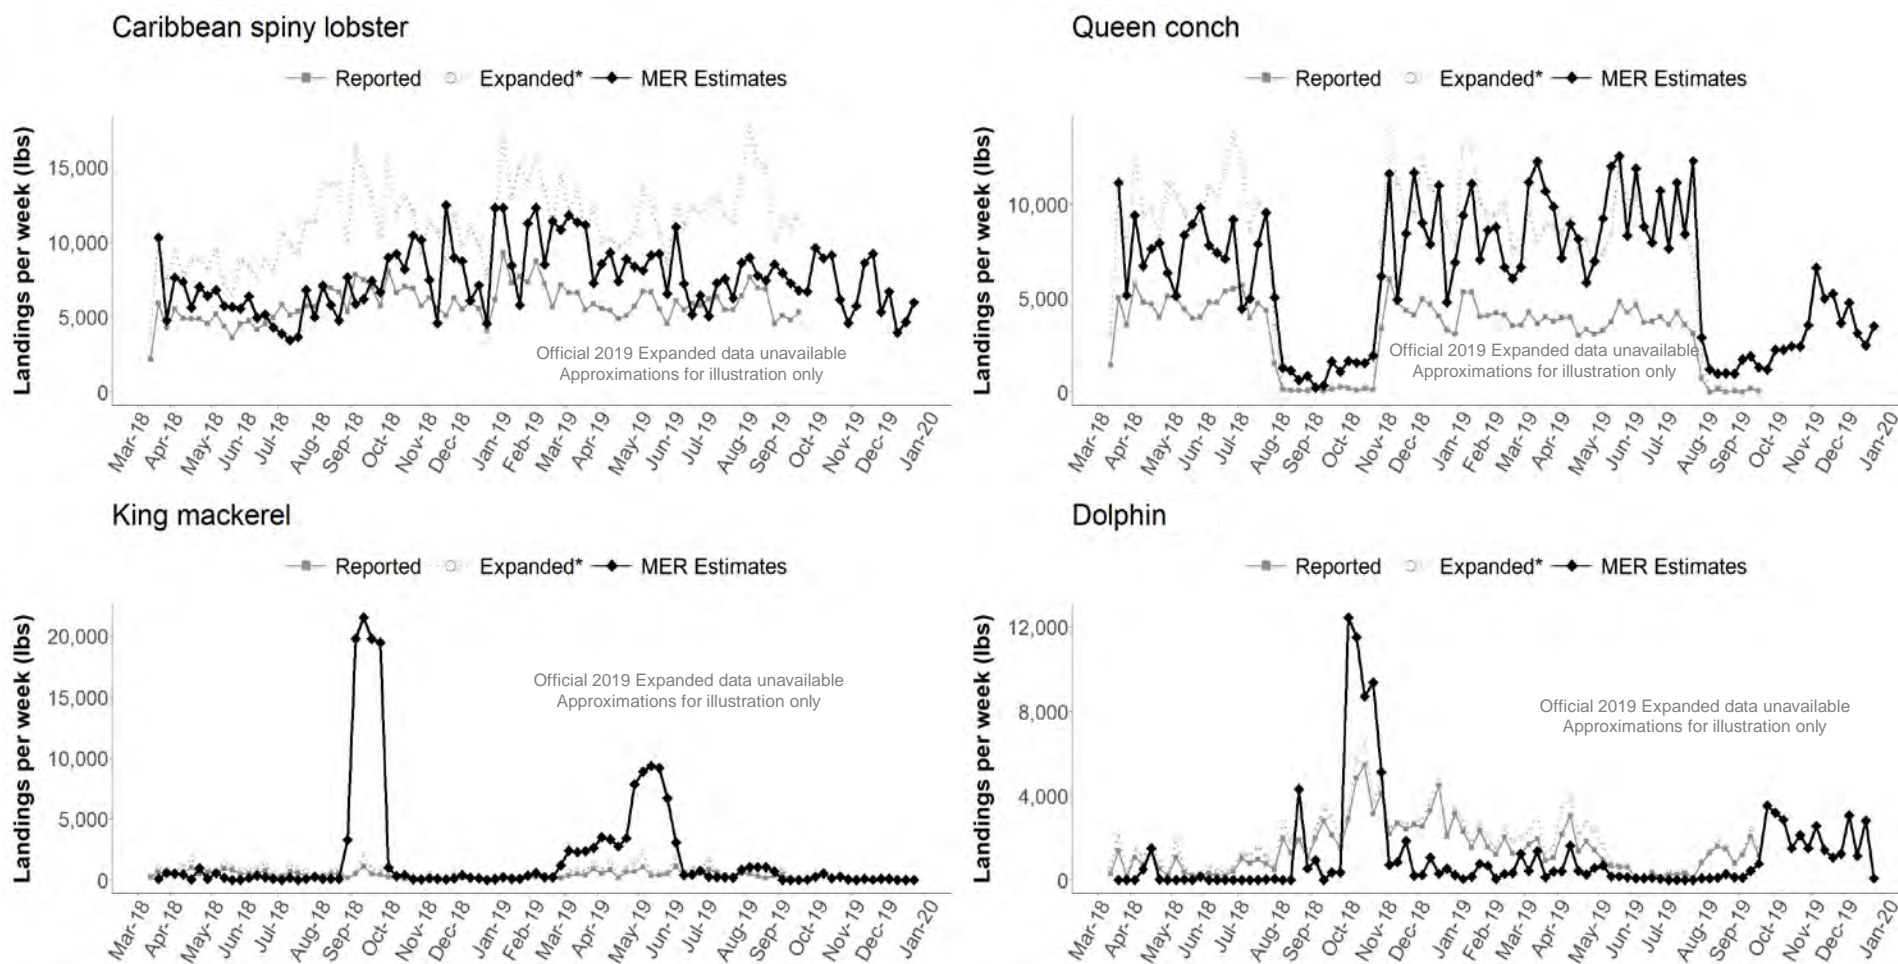 Caribbean spiny lobster
Reported Expanded* MER Estimates
Landings per week (lbs)
15,000
10,000
5,000
0
Official 2019 Expanded data unavailable
Approximations for illustration only
Mar-18 Apr-18 May-18 Jun-18 Jul-18 Aug-18 Sep-18 Oct-18 Nov-18 Dec-18 Jan-19 Feb-19 Mar-19 Apr-19 May-19 Jun-19 Jul-19 Aug-19 Sep-19 Oct-19 Nov-19 Dec-19 Jan-20
Queen conch
Reported Expanded* MER Estimates
Landings per week (lbs)
10,000
5,000
0
Official 2019 Expanded data unavailable
Approximations for illustration only
Mar-18 Apr-18 May-18 Jun-18 Jul-18 Aug-18 Sep-18 Oct-18 Nov-18 Dec-18 Jan-19 Feb-19 Mar-19 Apr-19 May-19 Jun-19 Jul-19 Aug-19 Sep-19 Oct-19 Nov-19 Dec-19 Jan-20
King mackerel
Reported Expanded* MER Estimates
Landings per week (lbs)
20,000
15,000
10,000
5,000
0
Official 2019 Expanded data unavailable
Approximations for illustration only
Mar-18 Apr-18 May-18 Jun-18 Jul-18 Aug-18 Sep-18 Oct-18 Nov-18 Dec-18 Jan-19 Feb-19 Mar-19 Apr-19 May-19 Jun-19 Jul-19 Aug-19 Sep-19 Oct-19 Nov-19 Dec-19 Jan-20
Dolphin
Reported Expanded* MER Estimates
Landings per week (lbs)
12,000
8,000
4,000
0
Official 2019 Expanded data unavailable
Approximations for illustration only
Mar-18 Apr-18 May-18 Jun-18 Jul-18 Aug-18 Sep-18 Oct-18 Nov-18 Dec-18 Jan-19 Feb-19 Mar-19 Apr-19 May-19 Jun-19 Jul-19 Aug-19 Sep-19 Oct-19 Nov-19 Dec-19 Jan-20